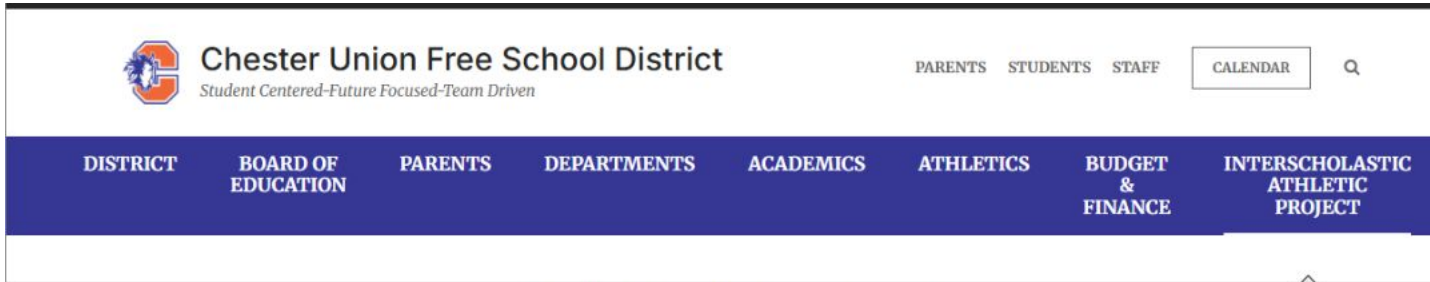 Chester Union Free School District
Student Centered-Future Focused-Team Driven
PARENTS STUDENTS STAFF CALENDAR
DISTRICT
BOARD OF
EDUCATION
PARENTS
DEPARTMENTS
ACADEMICS
ATHLETICS
BUDGET
&
FINANCE
INTERSCHOLASTIC
ATHLETIC
PROJECT